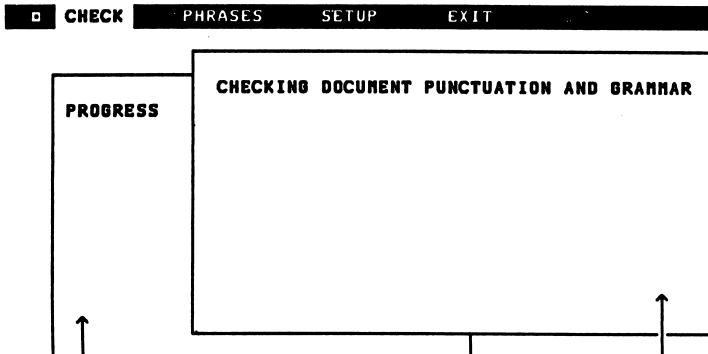 CHECK PHRASES SETUP EXIT
CHECKING DOCUMENT PUNCTUATION AND GRAMMAR
PROGRESS